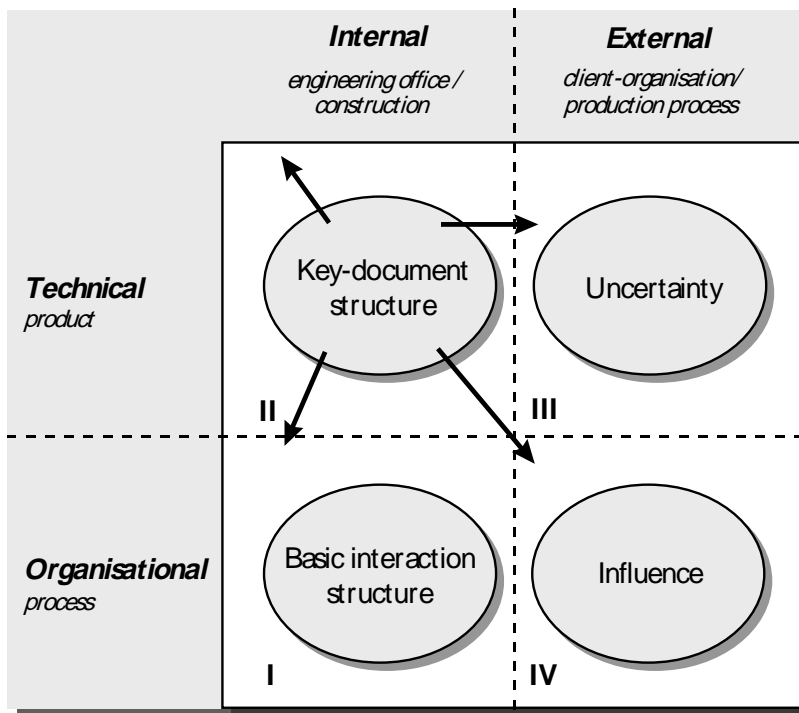 Internal
engineering office /
construction
External
client-organisation/
production process
Technical
product
Key-document
structure
Uncertainty
II
III
Organisational
process
Basic interaction
structure
Influence
I
IV